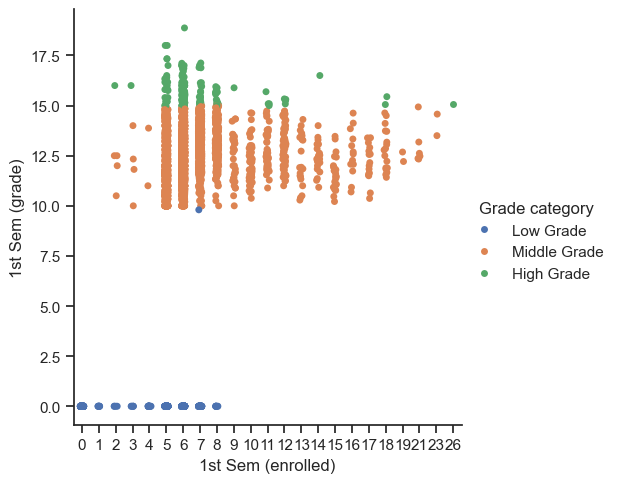 17.5
15.0
12.5
10.0
7.5
5.0
2.5
0.0
1st Sem (grade)
0 1 2 3 4 5 6 7 8 9 10 11 12 13 14 15 16 17 18 19 21 23 26
1st Sem (enrolled)
Grade category
Low Grade
Middle Grade
High Grade